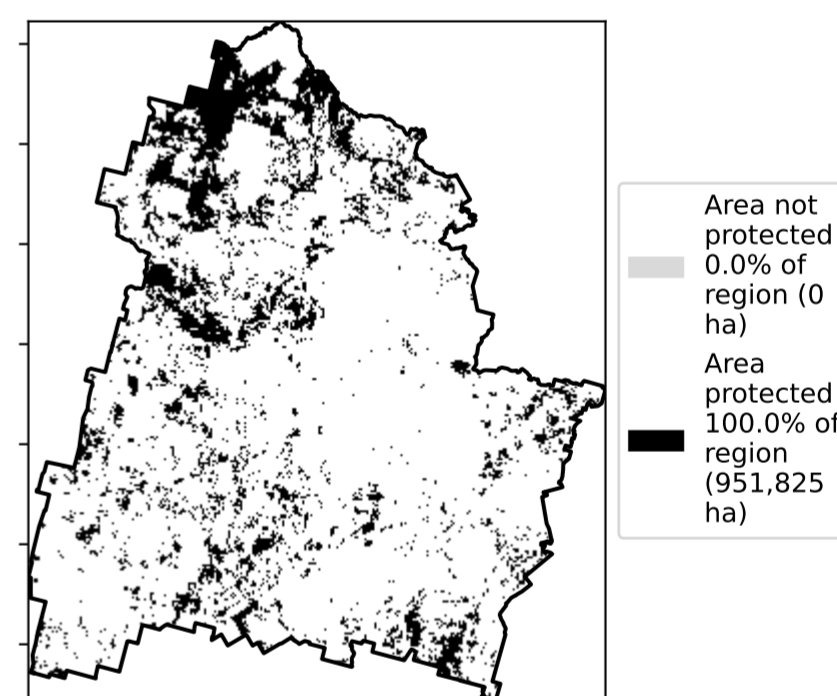 Area not
protected
0.0% of
region (0
ha)
Area
protected
100.0% of
region
(951,825
ha)